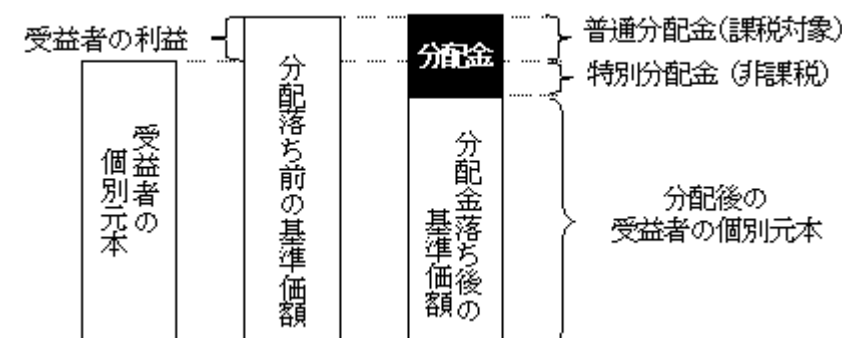 受益者の利益
分配金
普通分配金(課税対象)
特別分配金(非課税)
受益者の
個別元本
分配落ち前の基準価額
分配金落ち後の
基準価額
分配後の
受益者の個別元本